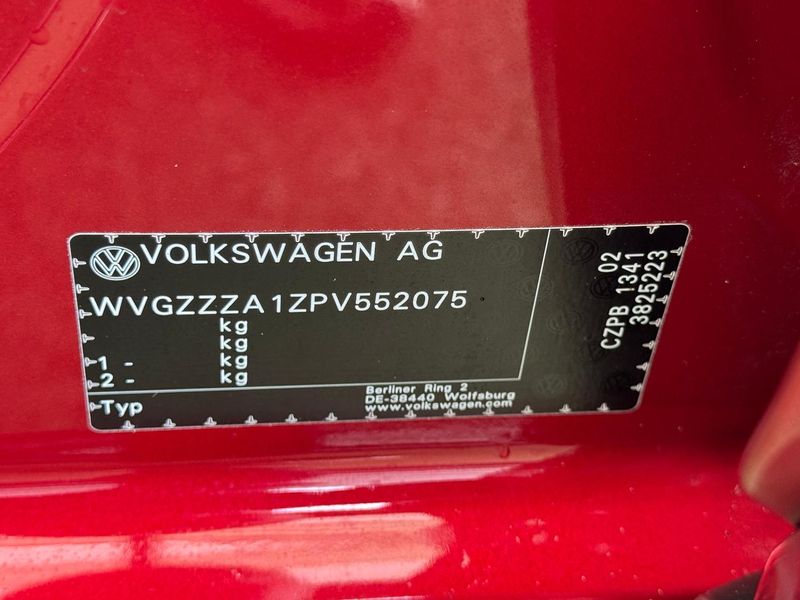 VOLKSWAGEN AG
WVGZZZA1ZPV552075
kg
kg
1 - kg
2 - kg
Typ
Berliner Ring 2
DE-38440 Wolfsburg
www.volkswagen.com
02
CZPB 1341
3825223